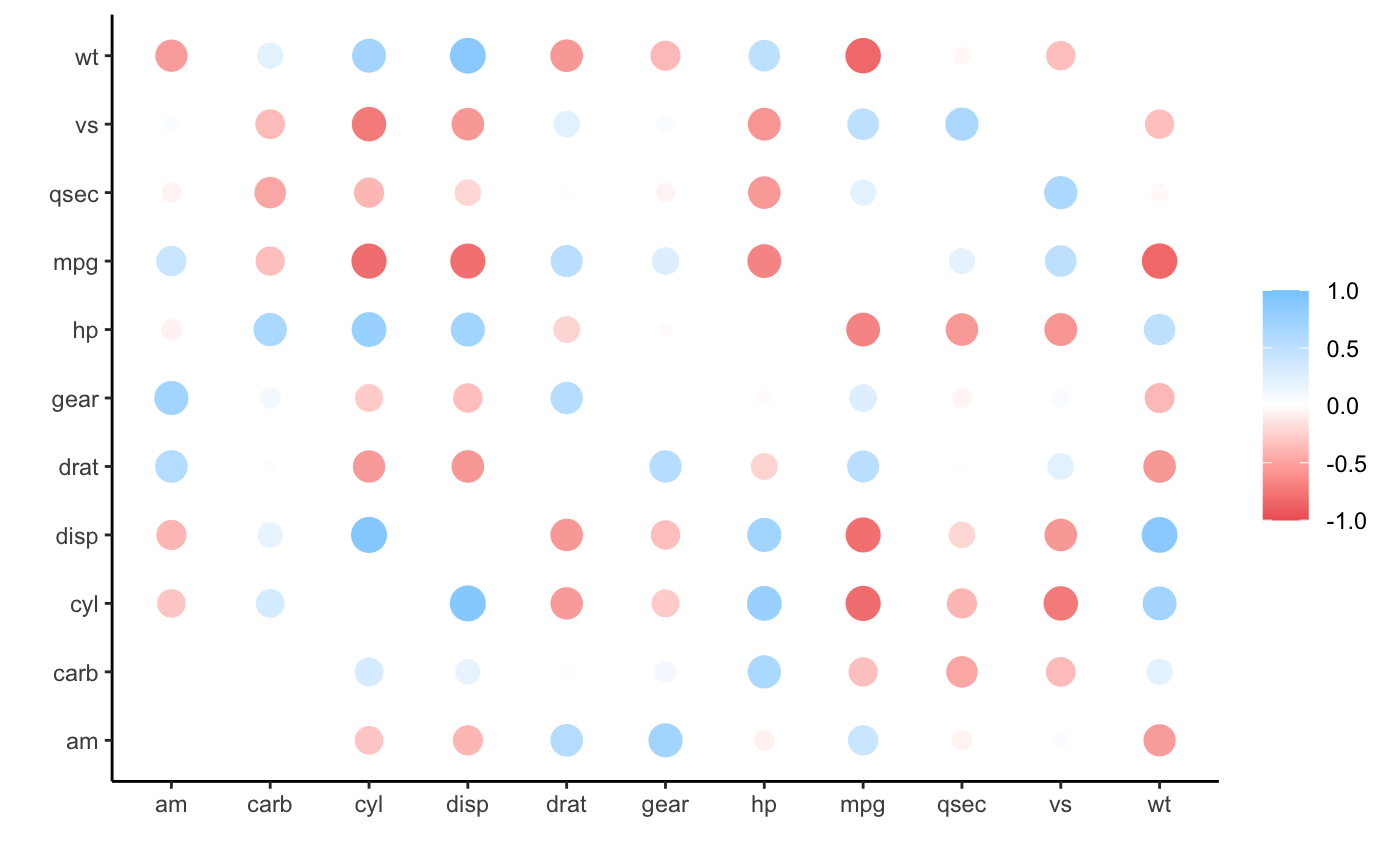 wt
vs
qsec
mpg
hp
gear
drat
disp
cyl
carb
am
am carb cyl disp drat gear hp mpg qsec vs wt
1.0
0.5
0.0
-0.5
-1.0